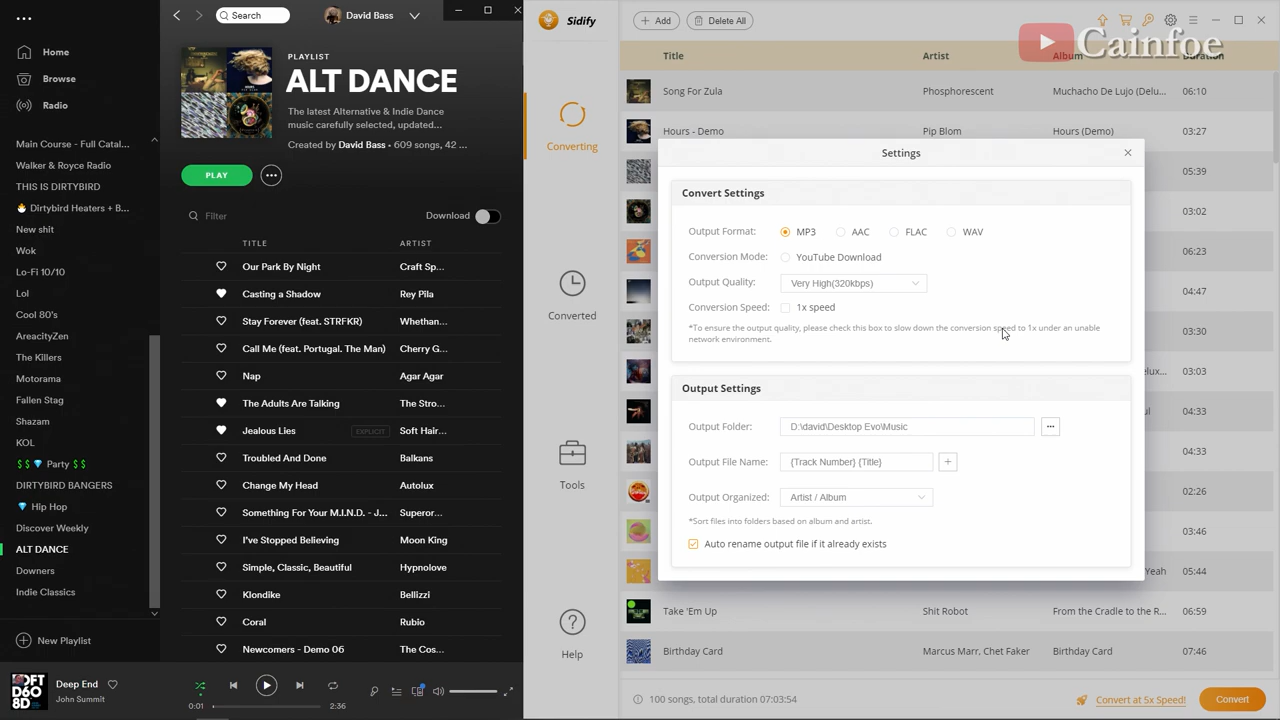 Search
David Bass
Home
Browse
Radio
Main Course - Full Catal...
Walker & Royce Radio
THIS IS DIRTYBIRD
Dirtybird Heaters + B...
New shit
Wok
Lo-Fi 10/10
Lol
Cool 80's
AreacityZen
The Killers
Motorama
Fallen Stag
Shazam
KOL
$ $ Party $ $
DIRTYBIRD BANGERS
Hip Hop
Discover Weekly
ALT DANCE
Downers
Indie Classics
New Playlist
PLAYLIST
ALT DANCE
The latest Alternative & Indie Dance
music carefully selected, updated...
Created by David Bass • 609 songs, 42 ...
PLAY
Filter
Download
TITLE ARTIST
Our Park By Night Craft Sp...
Casting a Shadow Rey Pila
Stay Forever (feat. STRFKR) Whethan...
Call Me (feat. Portugal. The Man) Cherry G...
Nap Agar Agar
The Adults Are Talking The Stro...
Jealous Lies EXPLICIT Soft Hair...
Troubled And Done Balkans
Change My Head Autolux
Something For Your M.I.N.D. - J... Superor...
I've Stopped Believing Moon King
Simple, Classic, Beautiful Hypnolove
Klondike Bellizzi
Coral Rubio
Newcomers - Demo 06 The Cos...
Deep End
John Summit
0:01 2:36
Sidify
Add
Delete All
Cainfoe
Converting
Converted
Tools
Help
Title Artist Album Duration
Song For Zula Phosphorescent Muchacho De Lujo (Delu... 06:10
Hours - Demo Pip Blom Hours (Demo) 03:27
05:39
03:02
06:23
04:47
03:30
elux... 03:03
ul 04:33
04:33
02:26
03:46
Yeah 05:44
Take 'Em Up Shit Robot From the Cradle to the R... 06:59
Birthday Card Marcus Marr, Chet Faker Birthday Card 07:46
Settings
Convert Settings
Output Format: MP3 AAC FLAC WAV
Conversion Mode: YouTube Download
Output Quality: Very High(320kbps)
Conversion Speed: 1x speed
*To ensure the output quality, please check this box to slow down the conversion speed to 1x under an unable
network environment.
Output Settings
Output Folder: D:\david\Desktop Evo\Music ...
Output File Name: {Track Number} {Title} +
Output Organized: Artist / Album
*Sort files into folders based on album and artist.
Auto rename output file if it already exists
100 songs, total duration 07:03:54
Convert at 5x Speed!
Convert